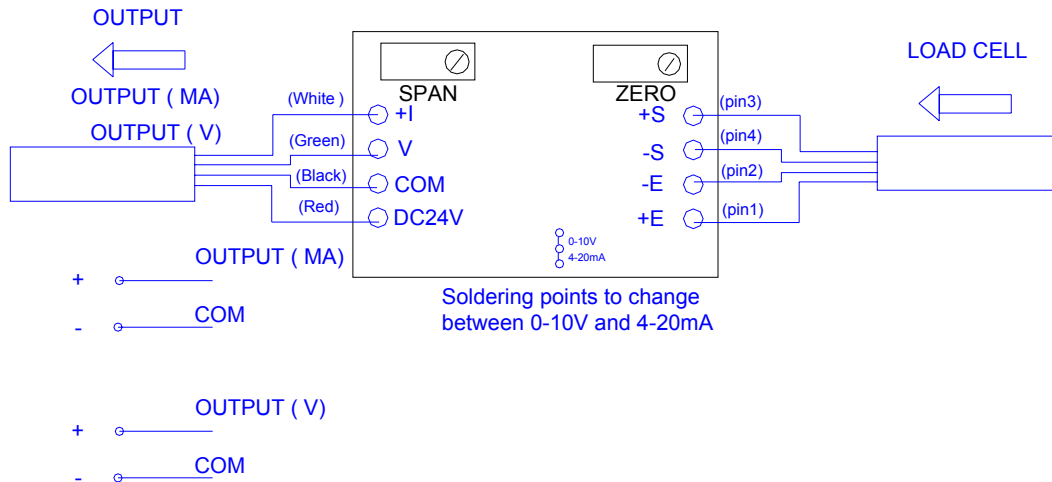 OUTPUT
LOAD CELL
SPAN
ZERO
OUTPUT ( MA)
(White )
+I
+S
(pin3)
OUTPUT ( V)
(Green)
V
-S
(pin4)
(Black)
COM
-E
(pin2)
(Red)
DC24V
+E
(pin1)
0-10V
4-20mA
OUTPUT ( MA)
+
COM
-
Soldering points to change
between 0-10V and 4-20mA
OUTPUT ( V)
+
COM
-